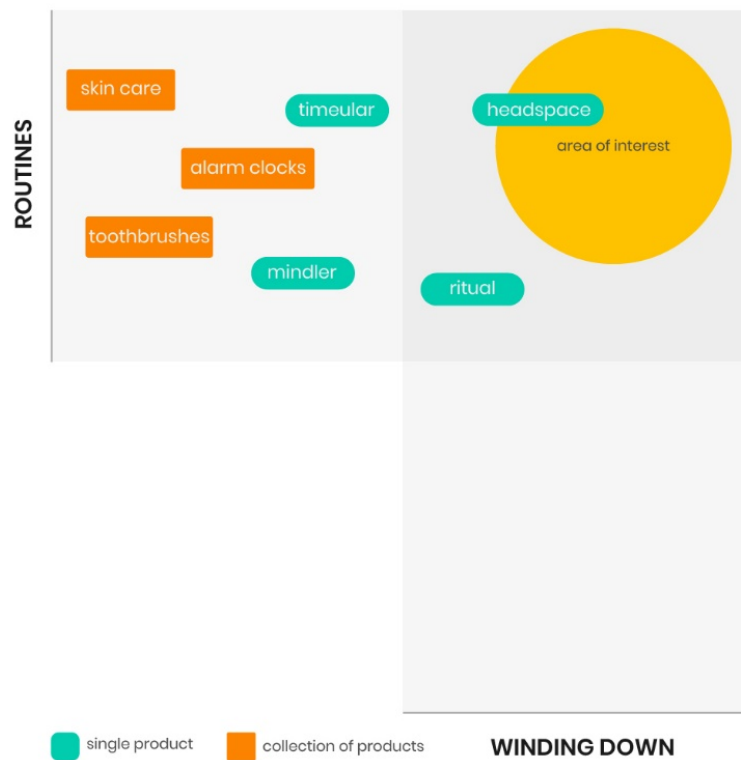 ROUTINES
skin care
timeular
headspace
area of interest
alarm clocks
toothbrushes
mindler
ritual
single product
collection of products
WINDING DOWN